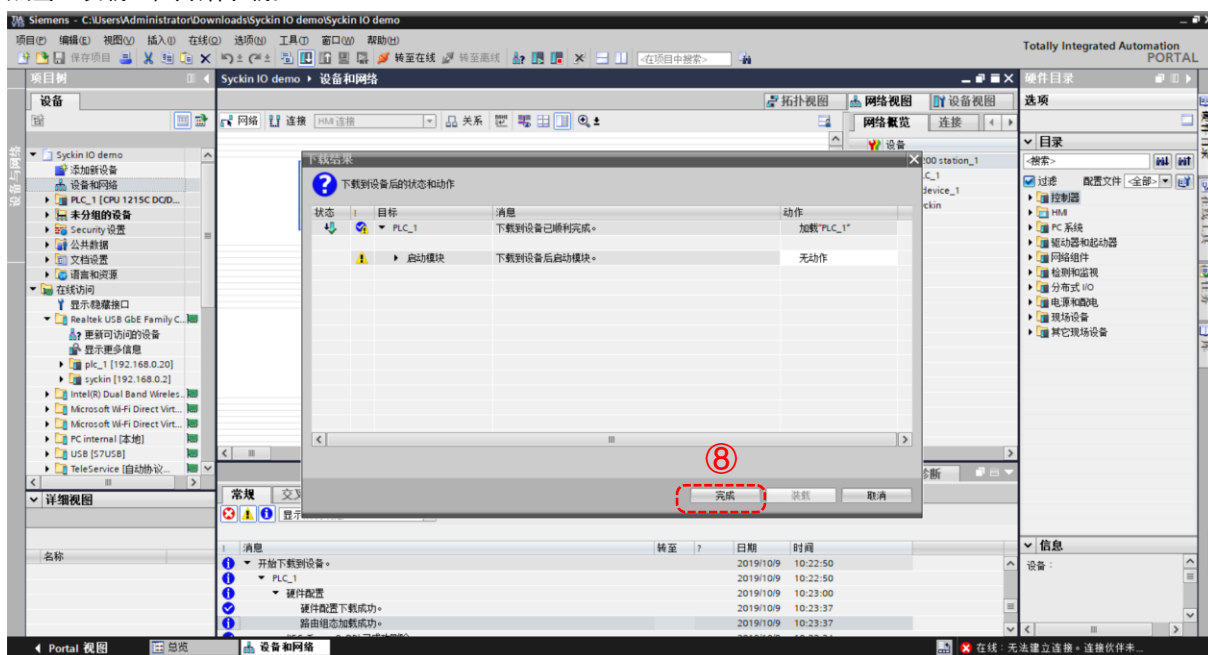 Siemens - C:\Users\Administrator\Downloads\Syckin IO demo\Syckin IO demo
项目(P) 编辑(E) 视图(V) 插入(I) 在线(O) 选项(N) 工具(T) 窗口(W) 帮助(H)
Totally Integrated Automation
PORTAL
保存项目 转至在线 转至离线 <在项目中搜索>
项目树
Syckin IO demo ▸ 设备和网络
硬件目录
设备
拓扑视图 网络视图 设备视图
选项
网络 连接 HMI 连接 关系
网络概览 连接
设备
目录
<搜索>
过滤 配置文件 <全部>
控制器
HMI
PC 系统
驱动器和起动器
网络组件
检测和监视
分布式 I/O
电源和配电
现场设备
其它现场设备
设备与网络
Syckin IO demo
添加新设备
设备和网络
PLC_1 [CPU 1215C DC/D...
未分组的设备
Security 设置
公共数据
文档设置
语言和资源
在线访问
显示/隐藏接口
Realtek USB GbE Family C...
更新可访问的设备
显示更多信息
plc_1 [192.168.0.20]
syckin [192.168.0.2]
Intel(R) Dual Band Wireles...
Microsoft Wi-Fi Direct Virt...
Microsoft Wi-Fi Direct Virt...
PC internal [本地]
USB [S7USB]
TeleService [自动协议...
详细视图
名称
下载结果
下载到设备后的状态和动作
状态 ! 目标 消息 动作
PLC_1 下载到设备已顺利完成。 加载"PLC_1"
启动模块 下载到设备后启动模块。 无动作
⑧
完成 装载 取消
200 station_1
C_1
device_1
ckin
诊断
常规
! 消息 转至 ? 日期 时间
开始下载到设备。 2019/10/9 10:22:50
PLC_1 2019/10/9 10:22:50
硬件配置 2019/10/9 10:23:00
硬件配置下载成功。 2019/10/9 10:23:37
路由组态加载成功。 2019/10/9 10:23:37
信息
设备:
Portal 视图 总览 设备和网络
在线: 无法建立连接。连接伙伴未...